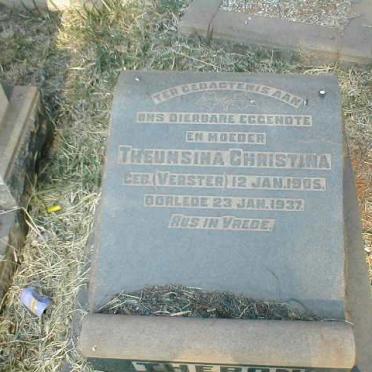 TER GEDAGTENIS AAN
ONS DIERBARE EGGENOTE
EN MOEDER
THEUNSINA CHRISTINA
GEB. (VERSTER) 12 JAN. 1905.
OORLEDE 23 JAN. 1937.
RUS IN VREDE.
THERON